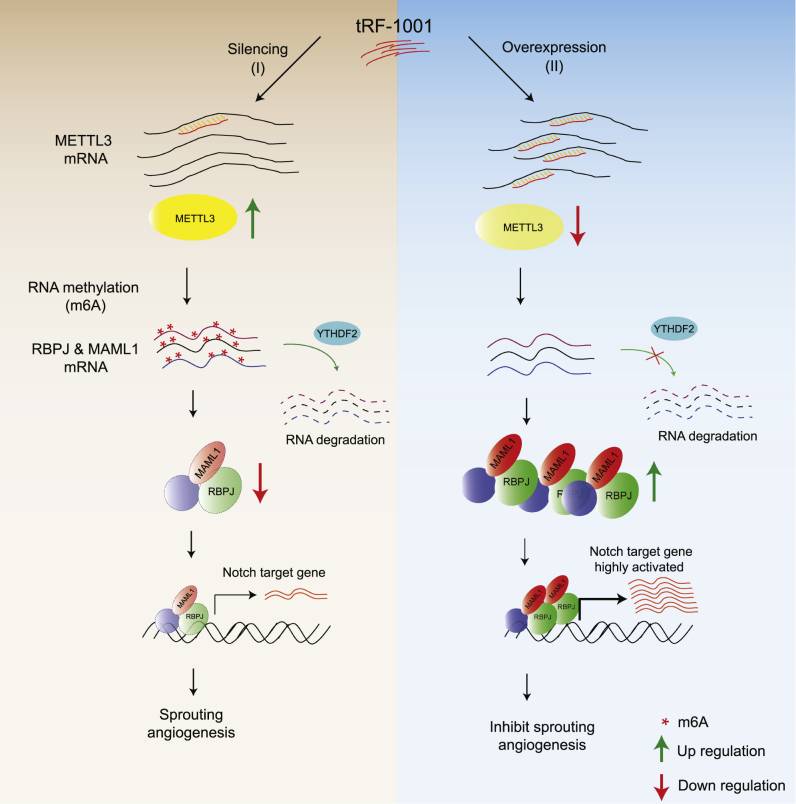 tRF-1001
Silencing
(I)
Overexpression
(II)
METTL3
mRNA
METTL3
METTL3
RNA methylation
(m6A)
RBPJ & MAML1
mRNA
YTHDF2
RNA degradation
YTHDF2
RNA degradation
MAML1
RBPJ
MAML1
RBPJ
MAML1
MAML1
RBPJ
Notch target gene
MAML1
RBPJ
Notch target gene
highly activated
MAML1
MAML1
RBPJ
RBPJ
Sprouting
angiogenesis
Inhibit sprouting
angiogenesis
* m6A
Up regulation
Down regulation